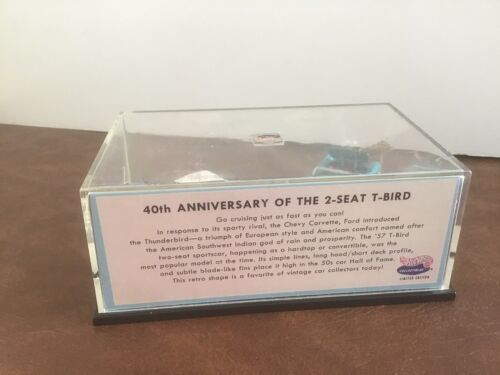 40th ANNIVERSARY OF THE 2-SEAT T-BIRD
Go cruising just as fast as you can!
In response to its sporty rival, the Chevy Corvette, Ford introduced
the Thunderbird—a triumph of European style and American comfort named after
the American Southwest Indian god of rain and prosperity. The '57 T-Bird
two-seat sportscar, happening as a hardtop or convertible, was the
most popular model at the time. Its simple lines, long head/short deck profile,
and subtle blade-like fins place it high in the 50s car Hall of Fame.
This retro shape is a favorite of vintage car collectors today!
COLLECTIBLES
LIMITED EDITION